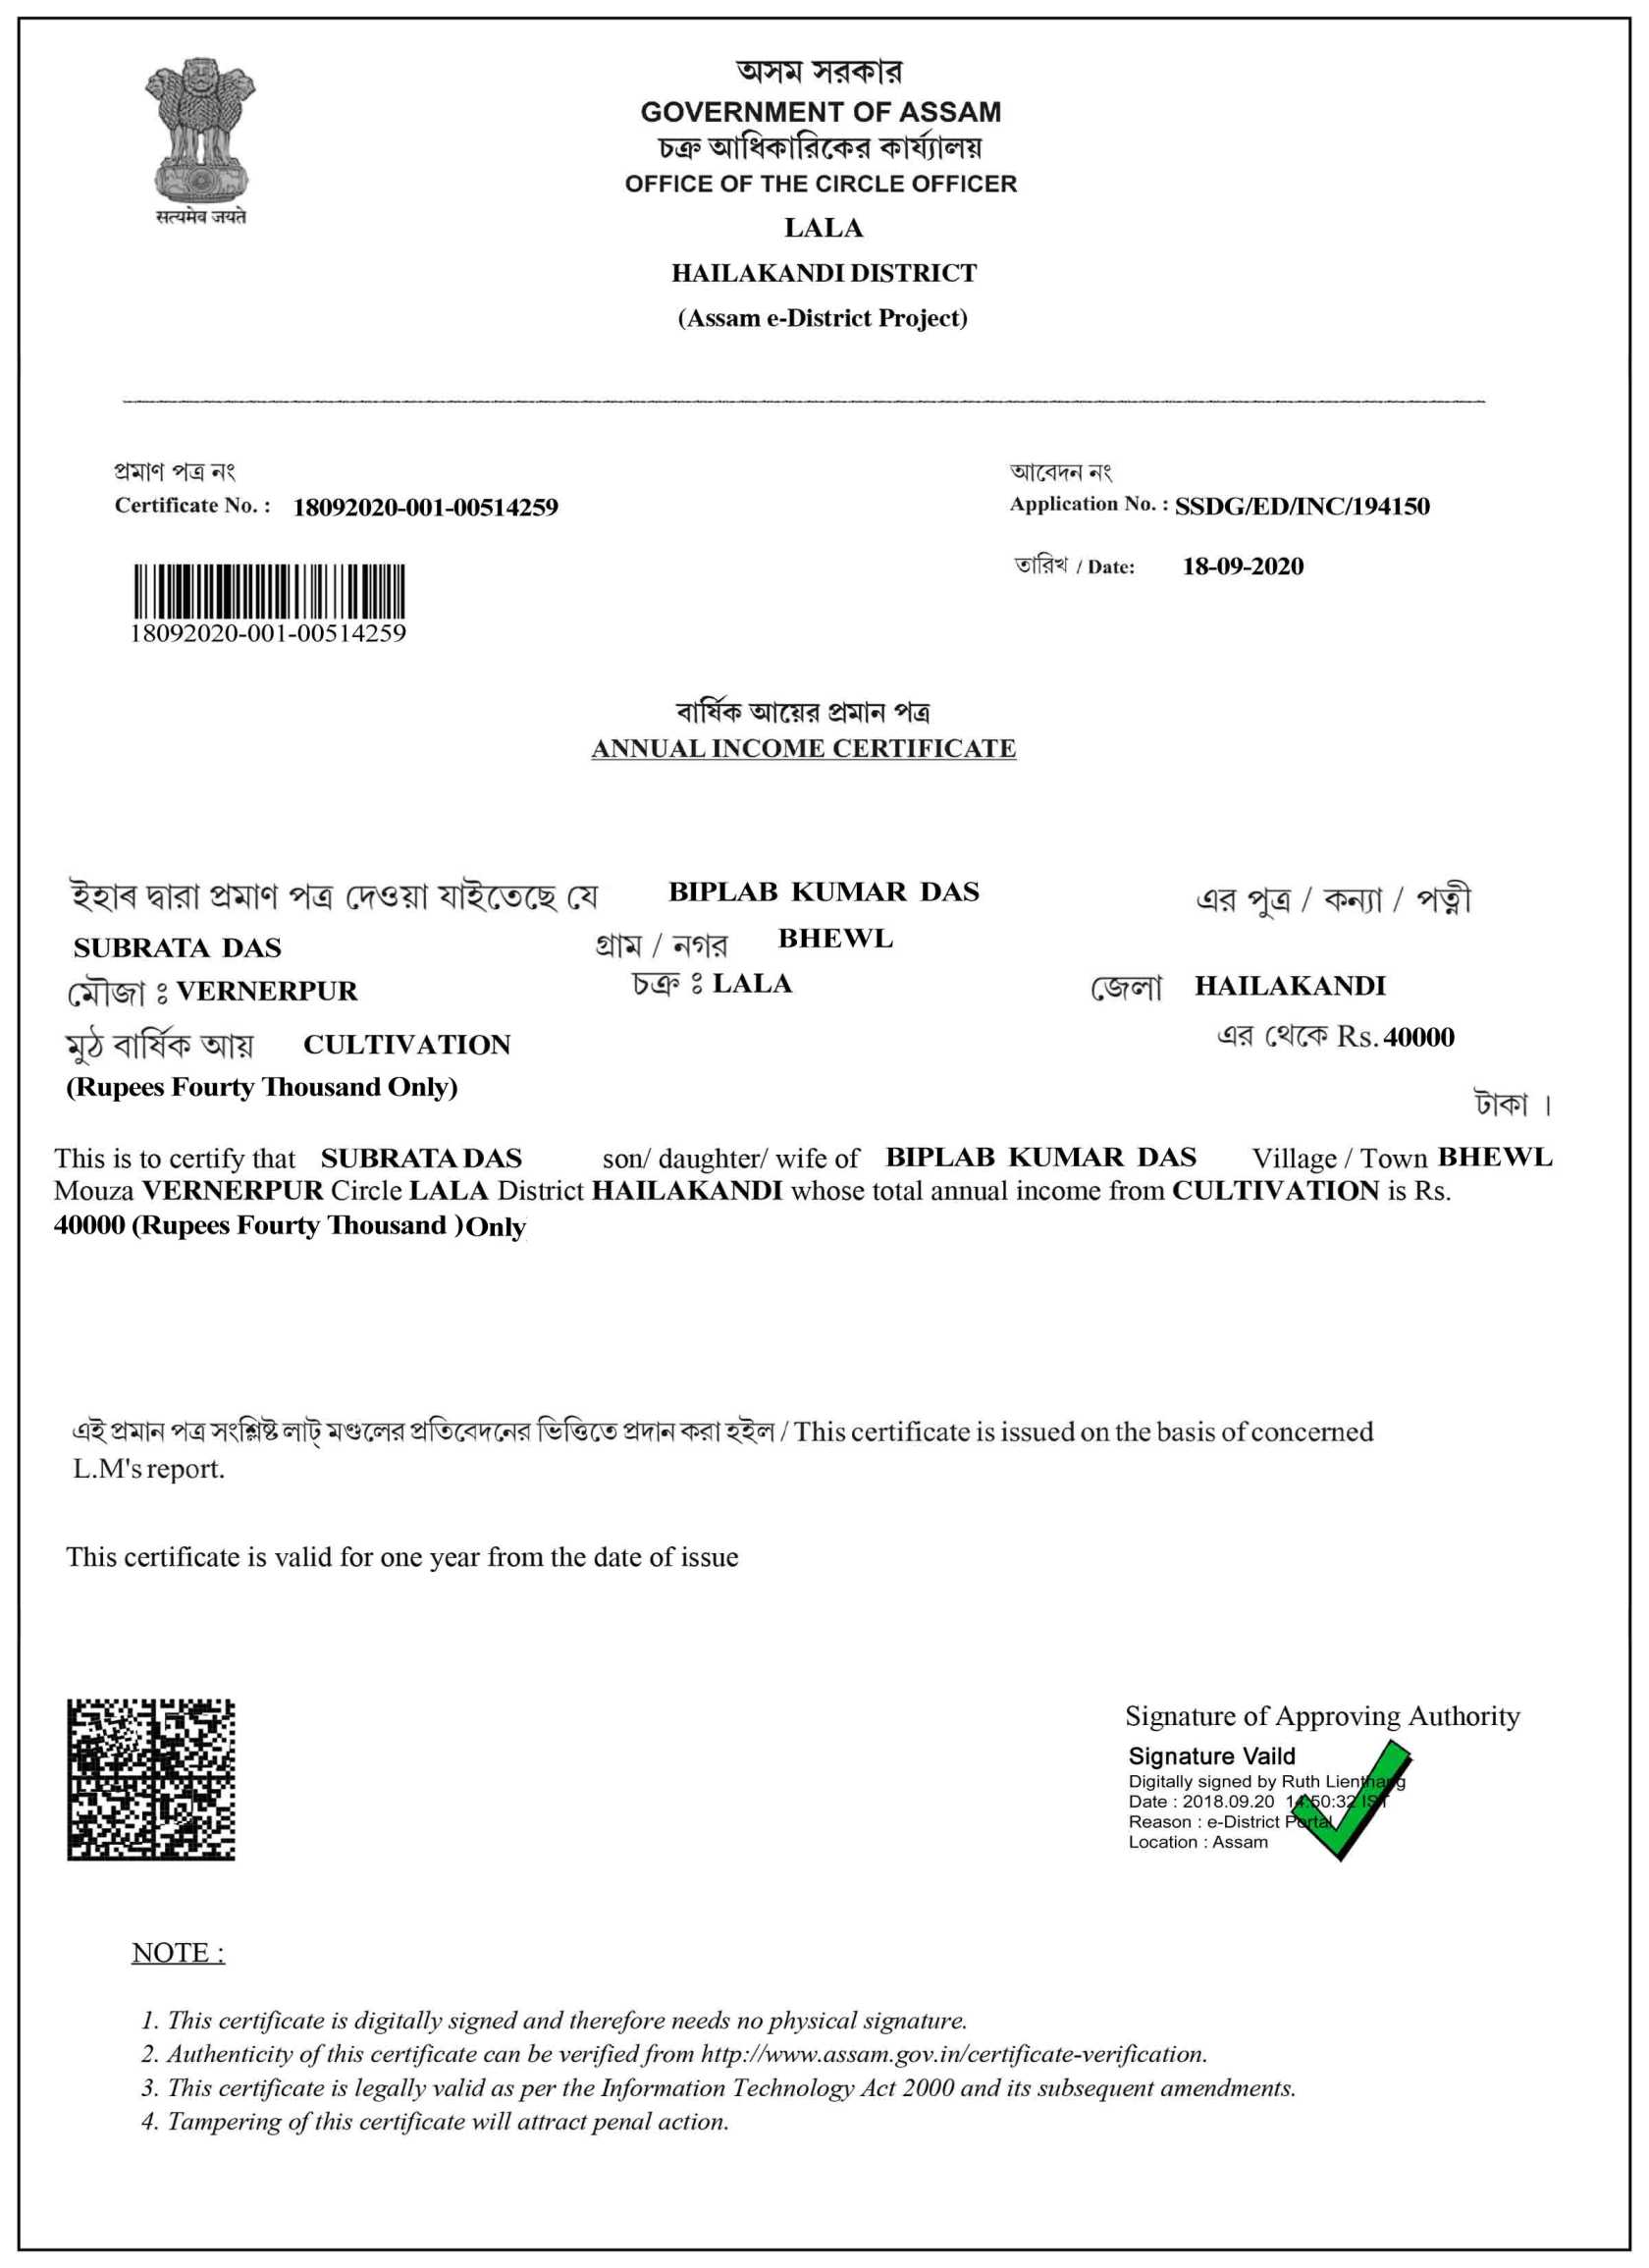 सत्यमेव जयते
অসম সরকার
GOVERNMENT OF ASSAM
চক্ৰ আধিকারিকের কার্য্যালয়
OFFICE OF THE CIRCLE OFFICER
LALA
HAILAKANDI DISTRICT
(Assam e-District Project)
প্রমাণ পত্র নং
Certificate No. : 18092020-001-00514259
আবেদন নং
Application No. : SSDG/ED/INC/194150
তারিখ / Date: 18-09-2020
18092020-001-00514259
বার্ষিক আয়ের প্রমান পত্র
ANNUAL INCOME CERTIFICATE
ইহাৰ দ্বারা প্রমাণ পত্র দেওয়া যাইতেছে যে BIPLAB KUMAR DAS এর পুত্র / কন্যা / পত্নী
SUBRATA DAS গ্রাম / নগর BHEWL
মৌজা ঃ VERNERPUR চক্র ঃ LALA জেলা HAILAKANDI
মুঠ বার্ষিক আয় CULTIVATION এর থেকে Rs. 40000
(Rupees Fourty Thousand Only)
টাকা ।
This is to certify that SUBRATA DAS son/ daughter/ wife of BIPLAB KUMAR DAS Village / Town BHEWL
Mouza VERNERPUR Circle LALA District HAILAKANDI whose total annual income from CULTIVATION is Rs.
40000 (Rupees Fourty Thousand )Only
এই প্রমান পত্র সংশ্লিষ্ট লাট্ মণ্ডলের প্রতিবেদনের ভিত্তিতে প্রদান করা হইল / This certificate is issued on the basis of concerned
L.M's report.
This certificate is valid for one year from the date of issue
Signature of Approving Authority
Signature Vaild
Digitally signed by Ruth Lienthang
Date : 2018.09.20 14:50:32 IST
Reason : e-District Portal
Location : Assam
NOTE :
1. This certificate is digitally signed and therefore needs no physical signature.
2. Authenticity of this certificate can be verified from http://www.assam.gov.in/certificate-verification.
3. This certificate is legally valid as per the Information Technology Act 2000 and its subsequent amendments.
4. Tampering of this certificate will attract penal action.